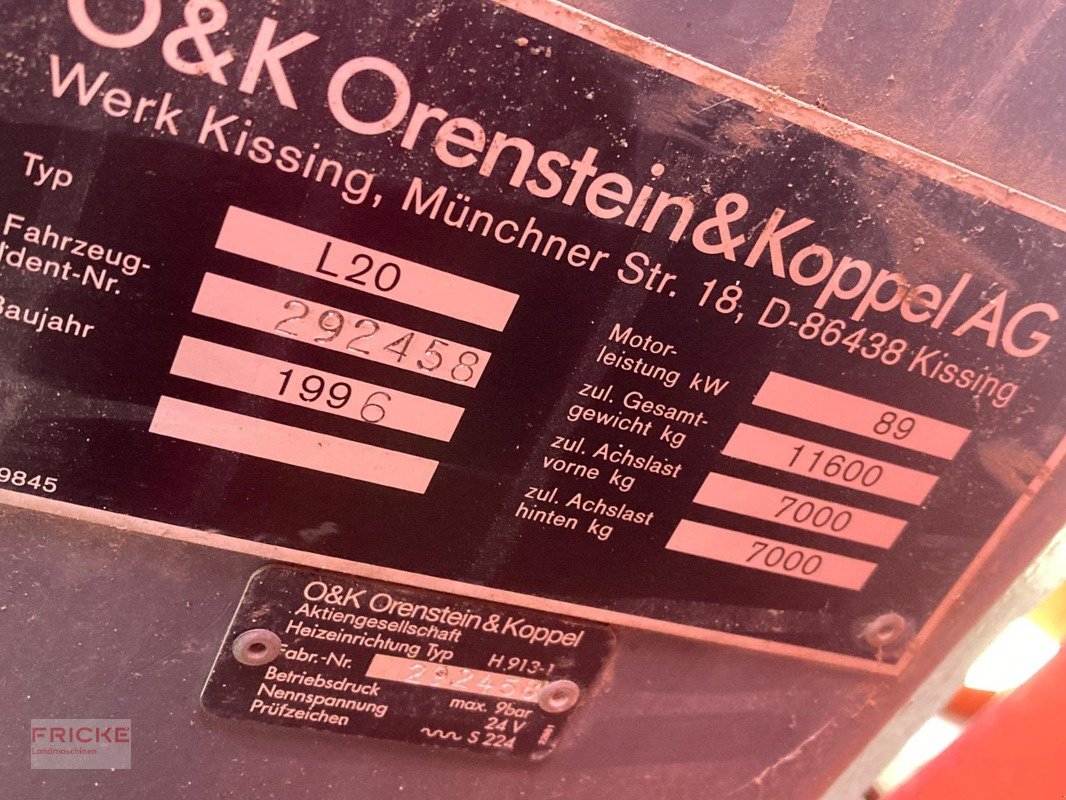 O&K Orenstein & Koppel AG
Werk Kissing, Münchner Str. 18, D-86438 Kissing
Typ L20
Fahrzeug-
Ident-Nr. 292458
Baujahr 1996
9845
Motor-
leistung kW 89
zul. Gesamt-
gewicht kg 11600
zul. Achslast
vorne kg 7000
zul. Achslast
hinten kg 7000
O&K Orenstein & Koppel
Aktiengesellschaft
Heizeinrichtung Typ H 913-1
Fabr.-Nr. 292458
Betriebsdruck max. 9bar
Nennspannung 24 V
Prüfzeichen S 224
FRICKE
Landmaschinen